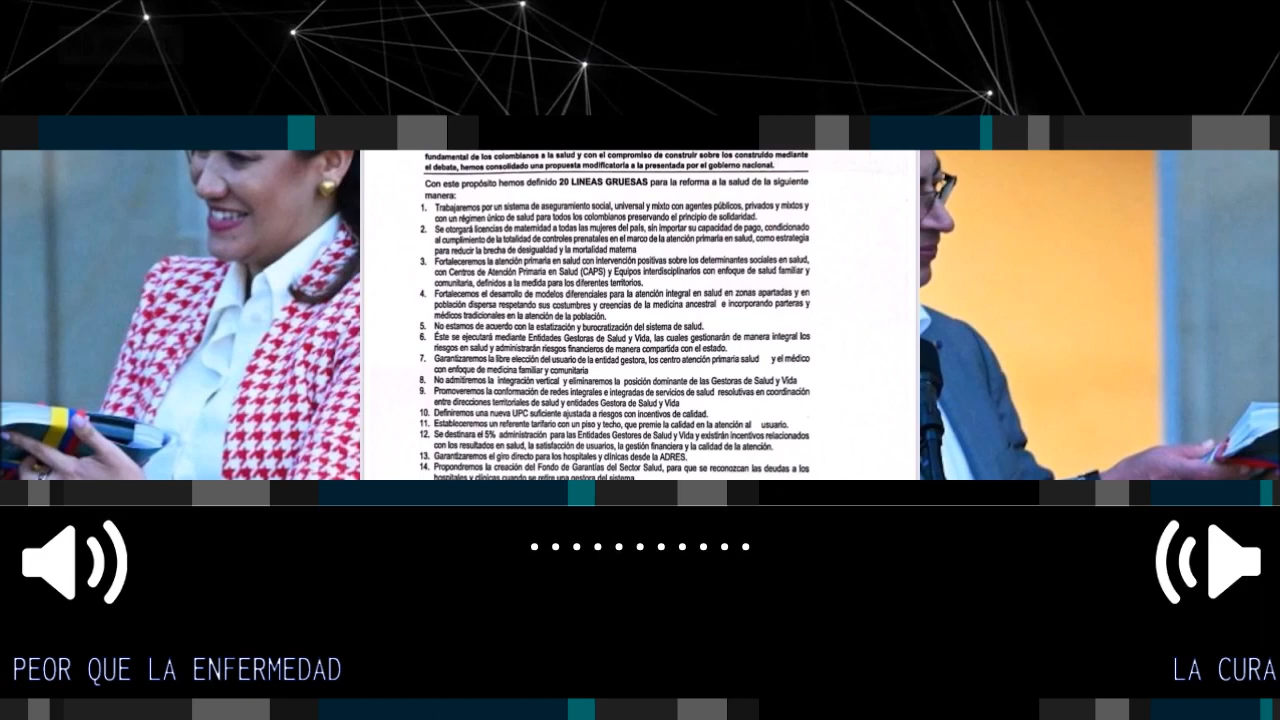 fundamental de los colombianos a la salud y con el compromiso de construir sobre los construido mediante
el debate, hemos consolidado una propuesta modificatoria a la presentada por el gobierno nacional.
Con este propósito hemos definido 20 LINEAS GRUESAS para la reforma a la salud de la siguiente
manera:
1. Trabajaremos por un sistema de aseguramiento social, universal y mixto con agentes públicos, privados y mixtos y
con un régimen único de salud para todos los colombianos preservando el principio de solidaridad.
2. Se otorgará licencias de maternidad a todas las mujeres del país, sin importar su capacidad de pago, condicionado
al cumplimiento de la totalidad de controles prenatales en el marco de la atención primaria en salud, como estrategia
para reducir la brecha de desigualdad y la mortalidad materna
3. Fortaleceremos la atención primaria en salud con intervención positivas sobre los determinantes sociales en salud,
con Centros de Atención Primaria en Salud (CAPS) y Equipos interdisciplinarios con enfoque de salud familiar y
comunitaria, definidos a la medida para los diferentes territorios.
4. Fortalecemos el desarrollo de modelos diferenciales para la atención integral en salud en zonas apartadas y en
población dispersa respetando sus costumbres y creencias de la medicina ancestral e incorporando parteras y
médicos tradicionales en la atención de la población.
5. No estamos de acuerdo con la estatización y burocratización del sistema de salud.
6. Éste se ejecutará mediante Entidades Gestoras de Salud y Vida, las cuales gestionarán de manera integral los
riesgos en salud y administrarán riesgos financieros de manera compartida con el estado.
7. Garantizaremos la libre elección del usuario de la entidad gestora, los centro atención primaria salud y el médico
con enfoque de medicina familiar y comunitaria
8. No admitiremos la integración vertical y eliminaremos la posición dominante de las Gestoras de Salud y Vida
9. Promoveremos la conformación de redes integrales e integradas de servicios de salud resolutivas en coordinación
entre direcciones territoriales de salud y entidades Gestora de Salud y Vida
10. Definiremos una nueva UPC suficiente ajustada a riesgos con incentivos de calidad.
11. Estableceremos un referente tarifario con un piso y techo, que premie la calidad en la atención al usuario.
12. Se destinara el 5% administración para las Entidades Gestores de Salud y Vida y existirán incentivos relacionados
con los resultados en salud, la satisfacción de usuarios, la gestión financiera y la calidad de la atención.
13. Garantizaremos el giro directo para los hospitales y clínicas desde la ADRES.
14. Propondremos la creación del Fondo de Garantías del Sector Salud, para que se reconozcan las deudas a los
hospitales y clínicas cuando se retire una gestora del sistema
PEOR QUE LA ENFERMEDAD
LA CURA